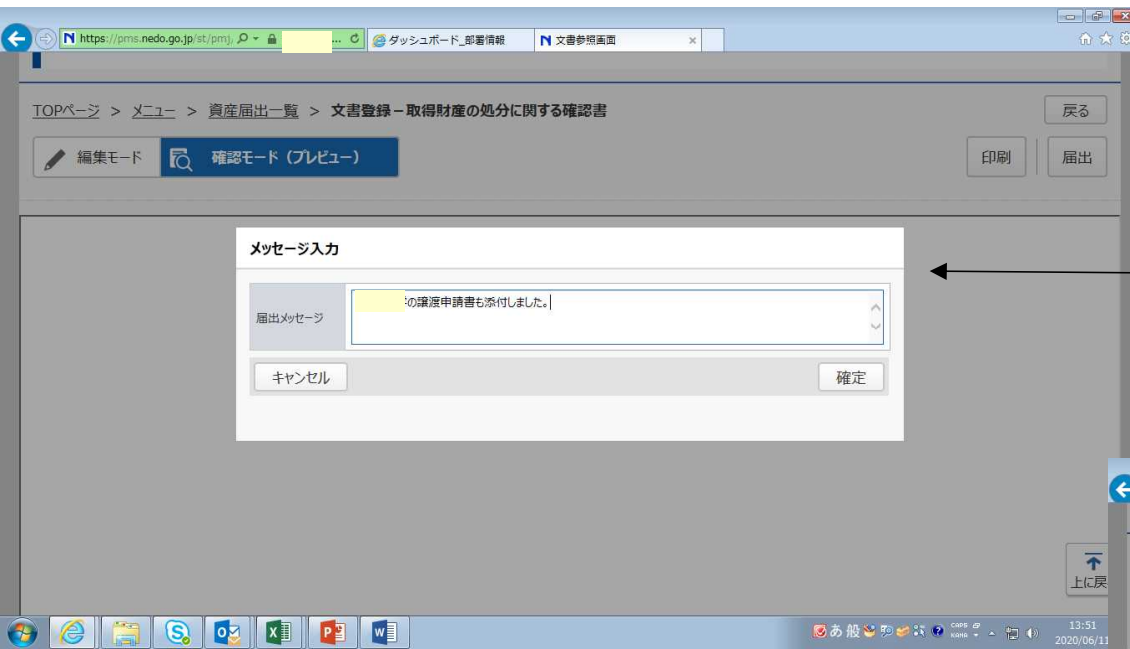 https://pms.nedo.go.jp/st/pmj, ... ダッシュボード_部署情報 文書参照画面
TOPページ > メニュー > 資産届出一覧 > 文書登録－取得財産の処分に関する確認書 戻る
編集モード 確認モード（プレビュー） 印刷 届出
メッセージ入力
届出メッセージ の譲渡申請書も添付しました。
キャンセル 確定
上に戻
あ 般 CAPS KANA 13:51
2020/06/11